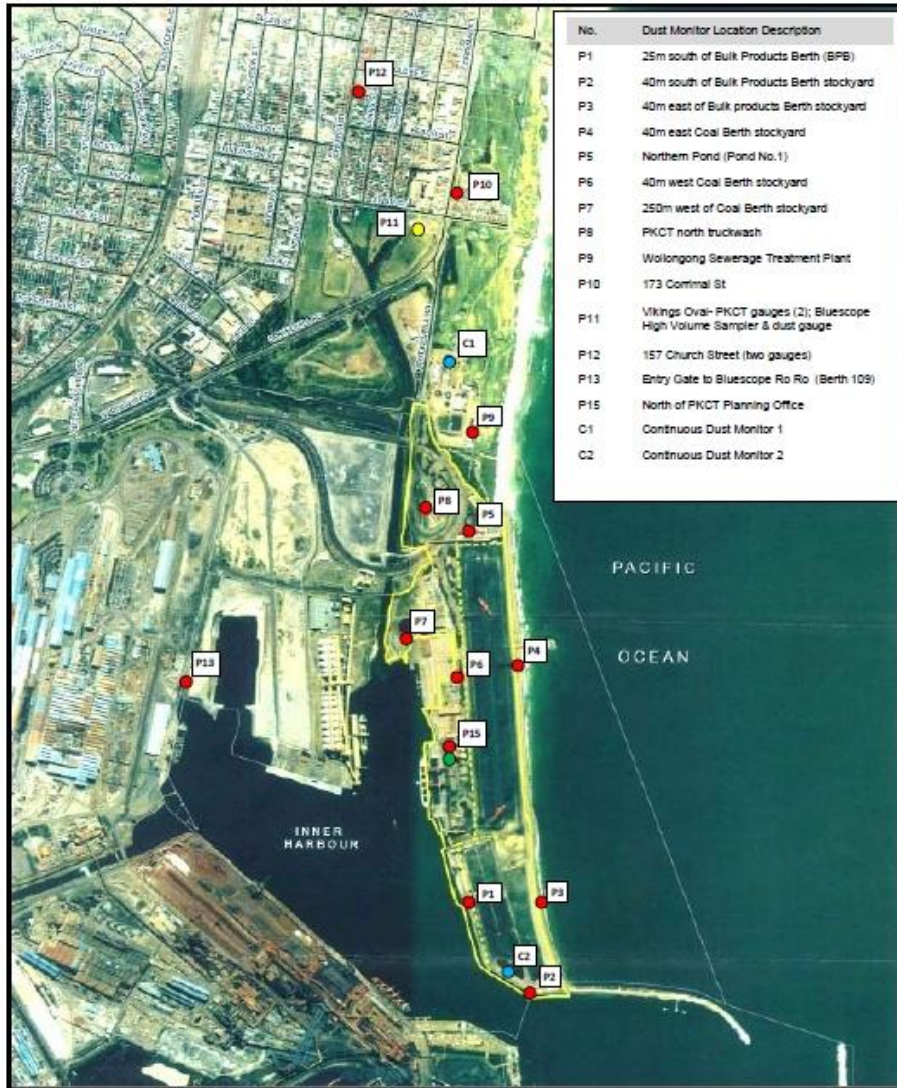 No. Dust Monitor Location Description
P1 25m south of Bulk Products Berth (BPB)
P2 40m south of Bulk Products Berth stockyard
P3 40m east of Bulk products Berth stockyard
P4 40m east Coal Berth stockyard
P5 Northern Pond (Pond No.1)
P6 40m west Coal Berth stockyard
P7 250m west of Coal Berth stockyard
P8 PKCT north truckwash
P9 Wollongong Sewerage Treatment Plant
P10 173 Corrimal St
P11 Vikings Oval- PKCT gauges (2); Bluescope
High Volume Sampler & dust gauge
P12 157 Church Street (two gauges)
P13 Entry Gate to Bluescope Ro Ro (Berth 109)
P15 North of PKCT Planning Office
C1 Continuous Dust Monitor 1
C2 Continuous Dust Monitor 2
P12
P10
P11
C1
P9
P8
P5
PACIFIC
P7
P4
OCEAN
P6
P13
P15
INNER
HARBOUR
P1
P3
C2
P2